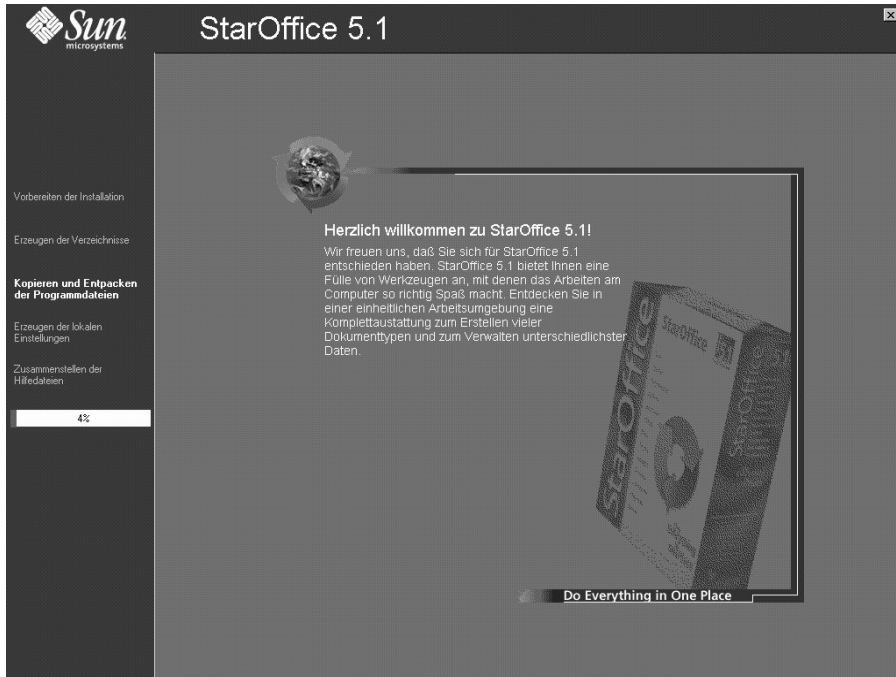 Sun
microsystems
StarOffice 5.1
Vorbereiten der Installation
Erzeugen der Verzeichnisse
Kopieren und Entpacken
der Programmdateien
Erzeugen der lokalen
Einstellungen
Zusammenstellen der
Hilfedateien
4%
Herzlich willkommen zu StarOffice 5.1!
Wir freuen uns, daß Sie sich für StarOffice 5.1
entschieden haben. StarOffice 5.1 bietet Ihnen eine
Fülle von Werkzeugen an, mit denen das Arbeiten am
Computer so richtig Spaß macht. Entdecken Sie in
einer einheitlichen Arbeitsumgebung eine
Komplettaustattung zum Erstellen vieler
Dokumenttypen und zum Verwalten unterschiedlichster
Daten.
StarOffice
StarOffice 51
StarOffice 51
Do Everything in One Place